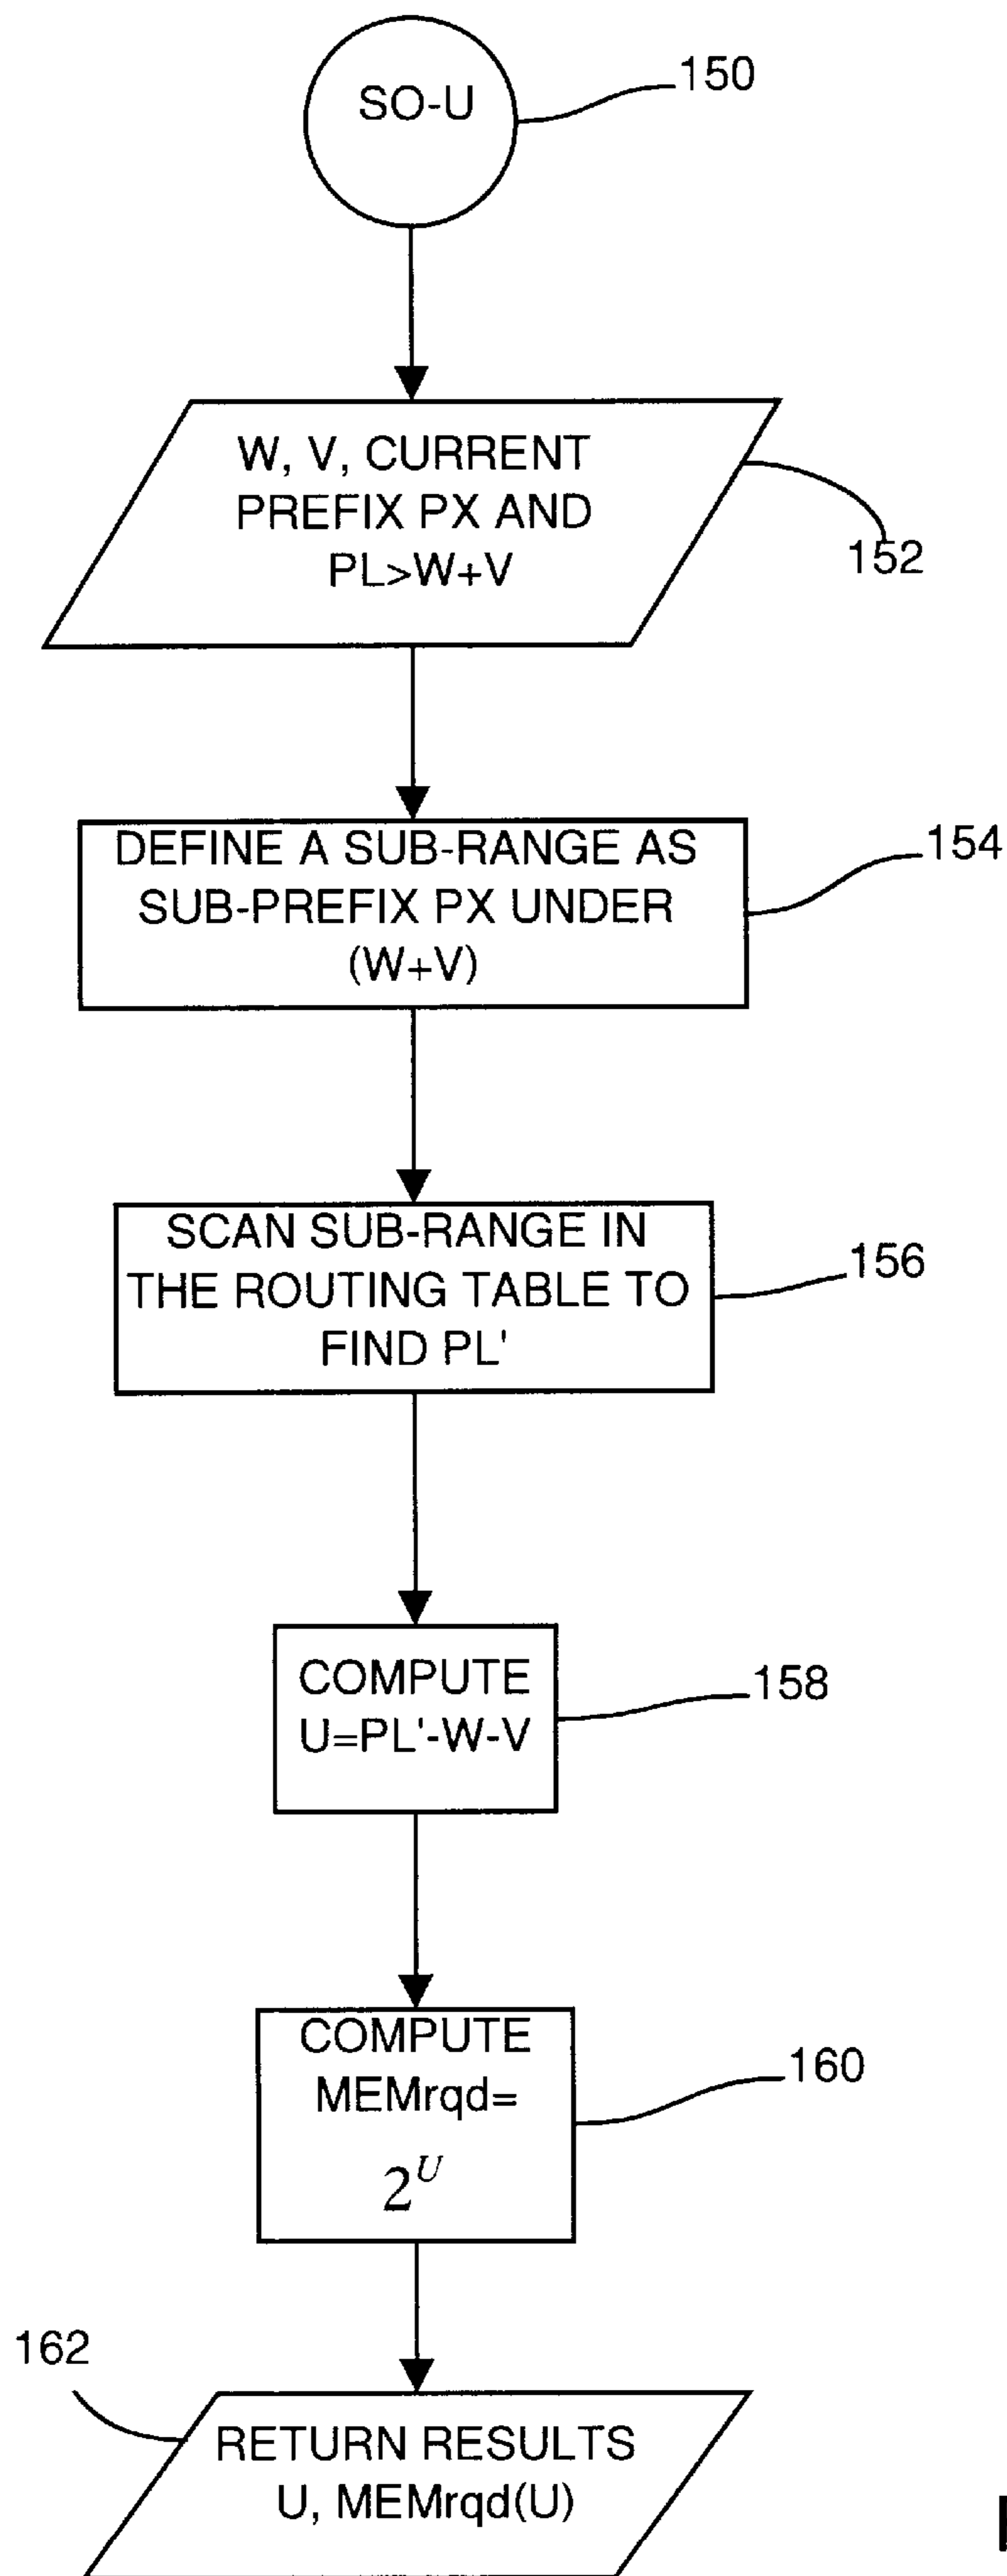 SO-U
150
W, V, CURRENT
PREFIX PX AND
PL>W+V
152
DEFINE A SUB-RANGE AS
SUB-PREFIX PX UNDER
(W+V)
154
SCAN SUB-RANGE IN
THE ROUTING TABLE TO
FIND PL'
156
COMPUTE
U=PL'-W-V
158
COMPUTE
MEMrqd=
2^U
160
162
RETURN RESULTS
U, MEMrqd(U)